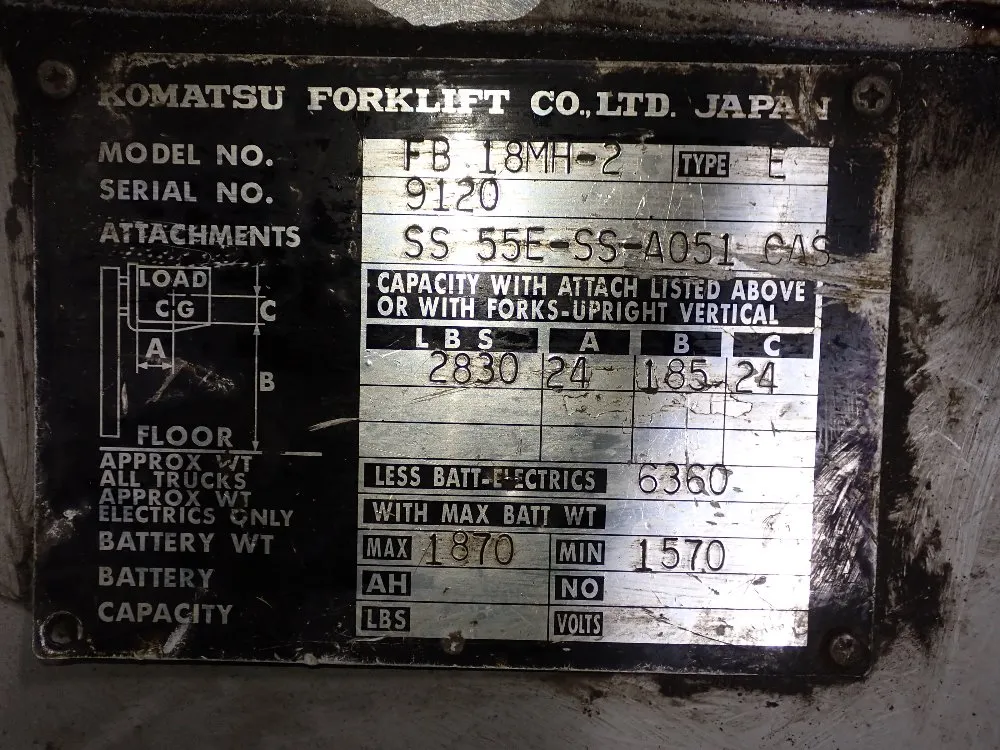 KOMATSU FORKLIFT CO.,LTD. JAPAN
MODEL NO. FB 18MH-2 TYPE E
SERIAL NO. 9120
ATTACHMENTS SS 55E-SS-A051 CAS
LOAD
CG
C
A
B
FLOOR
CAPACITY WITH ATTACH LISTED ABOVE
OR WITH FORKS-UPRIGHT VERTICAL
LBS A B C
2830 24 185 24
APPROX WT
ALL TRUCKS LESS BATT-ELECTRICS 6360
APPROX WT
ELECTRICS ONLY WITH MAX BATT WT
BATTERY WT MAX 1870 MIN 1570
BATTERY AH NO
CAPACITY LBS VOLTS